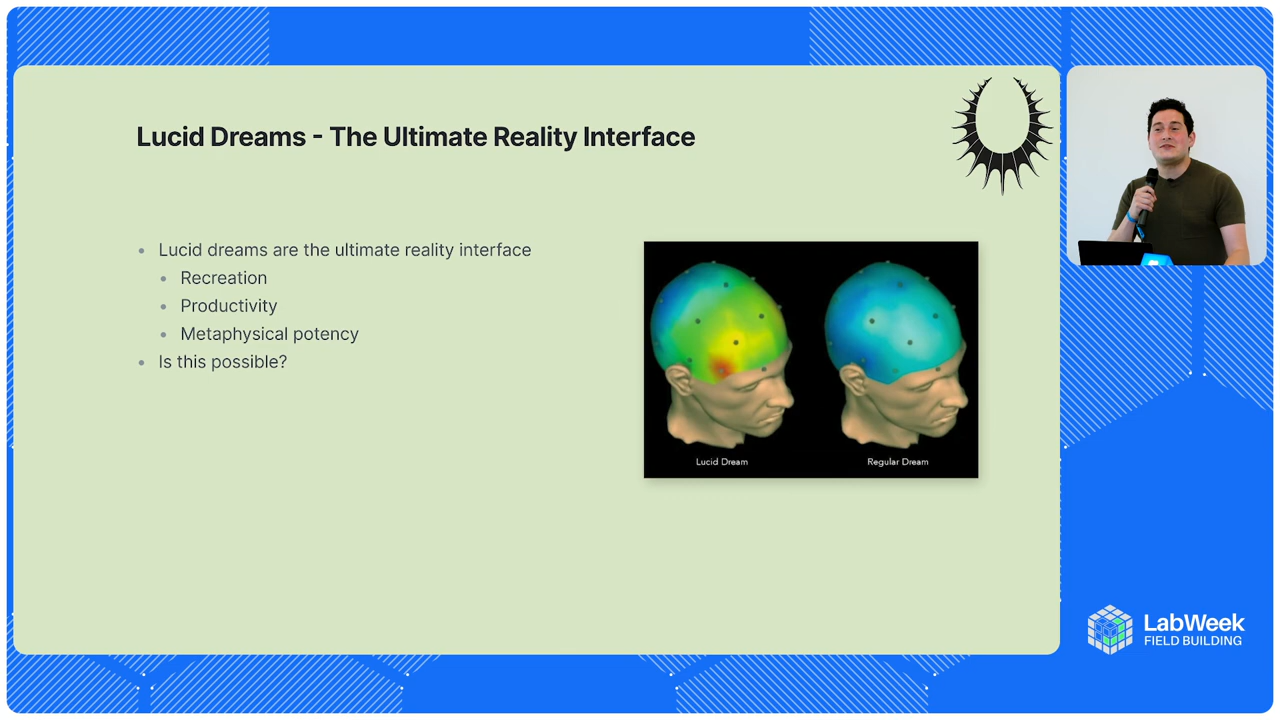 Lucid Dreams - The Ultimate Reality Interface
Lucid dreams are the ultimate reality interface
Recreation
Productivity
Metaphysical potency
Is this possible?
Lucid Dream
Regular Dream
LabWeek
FIELD BUILDING